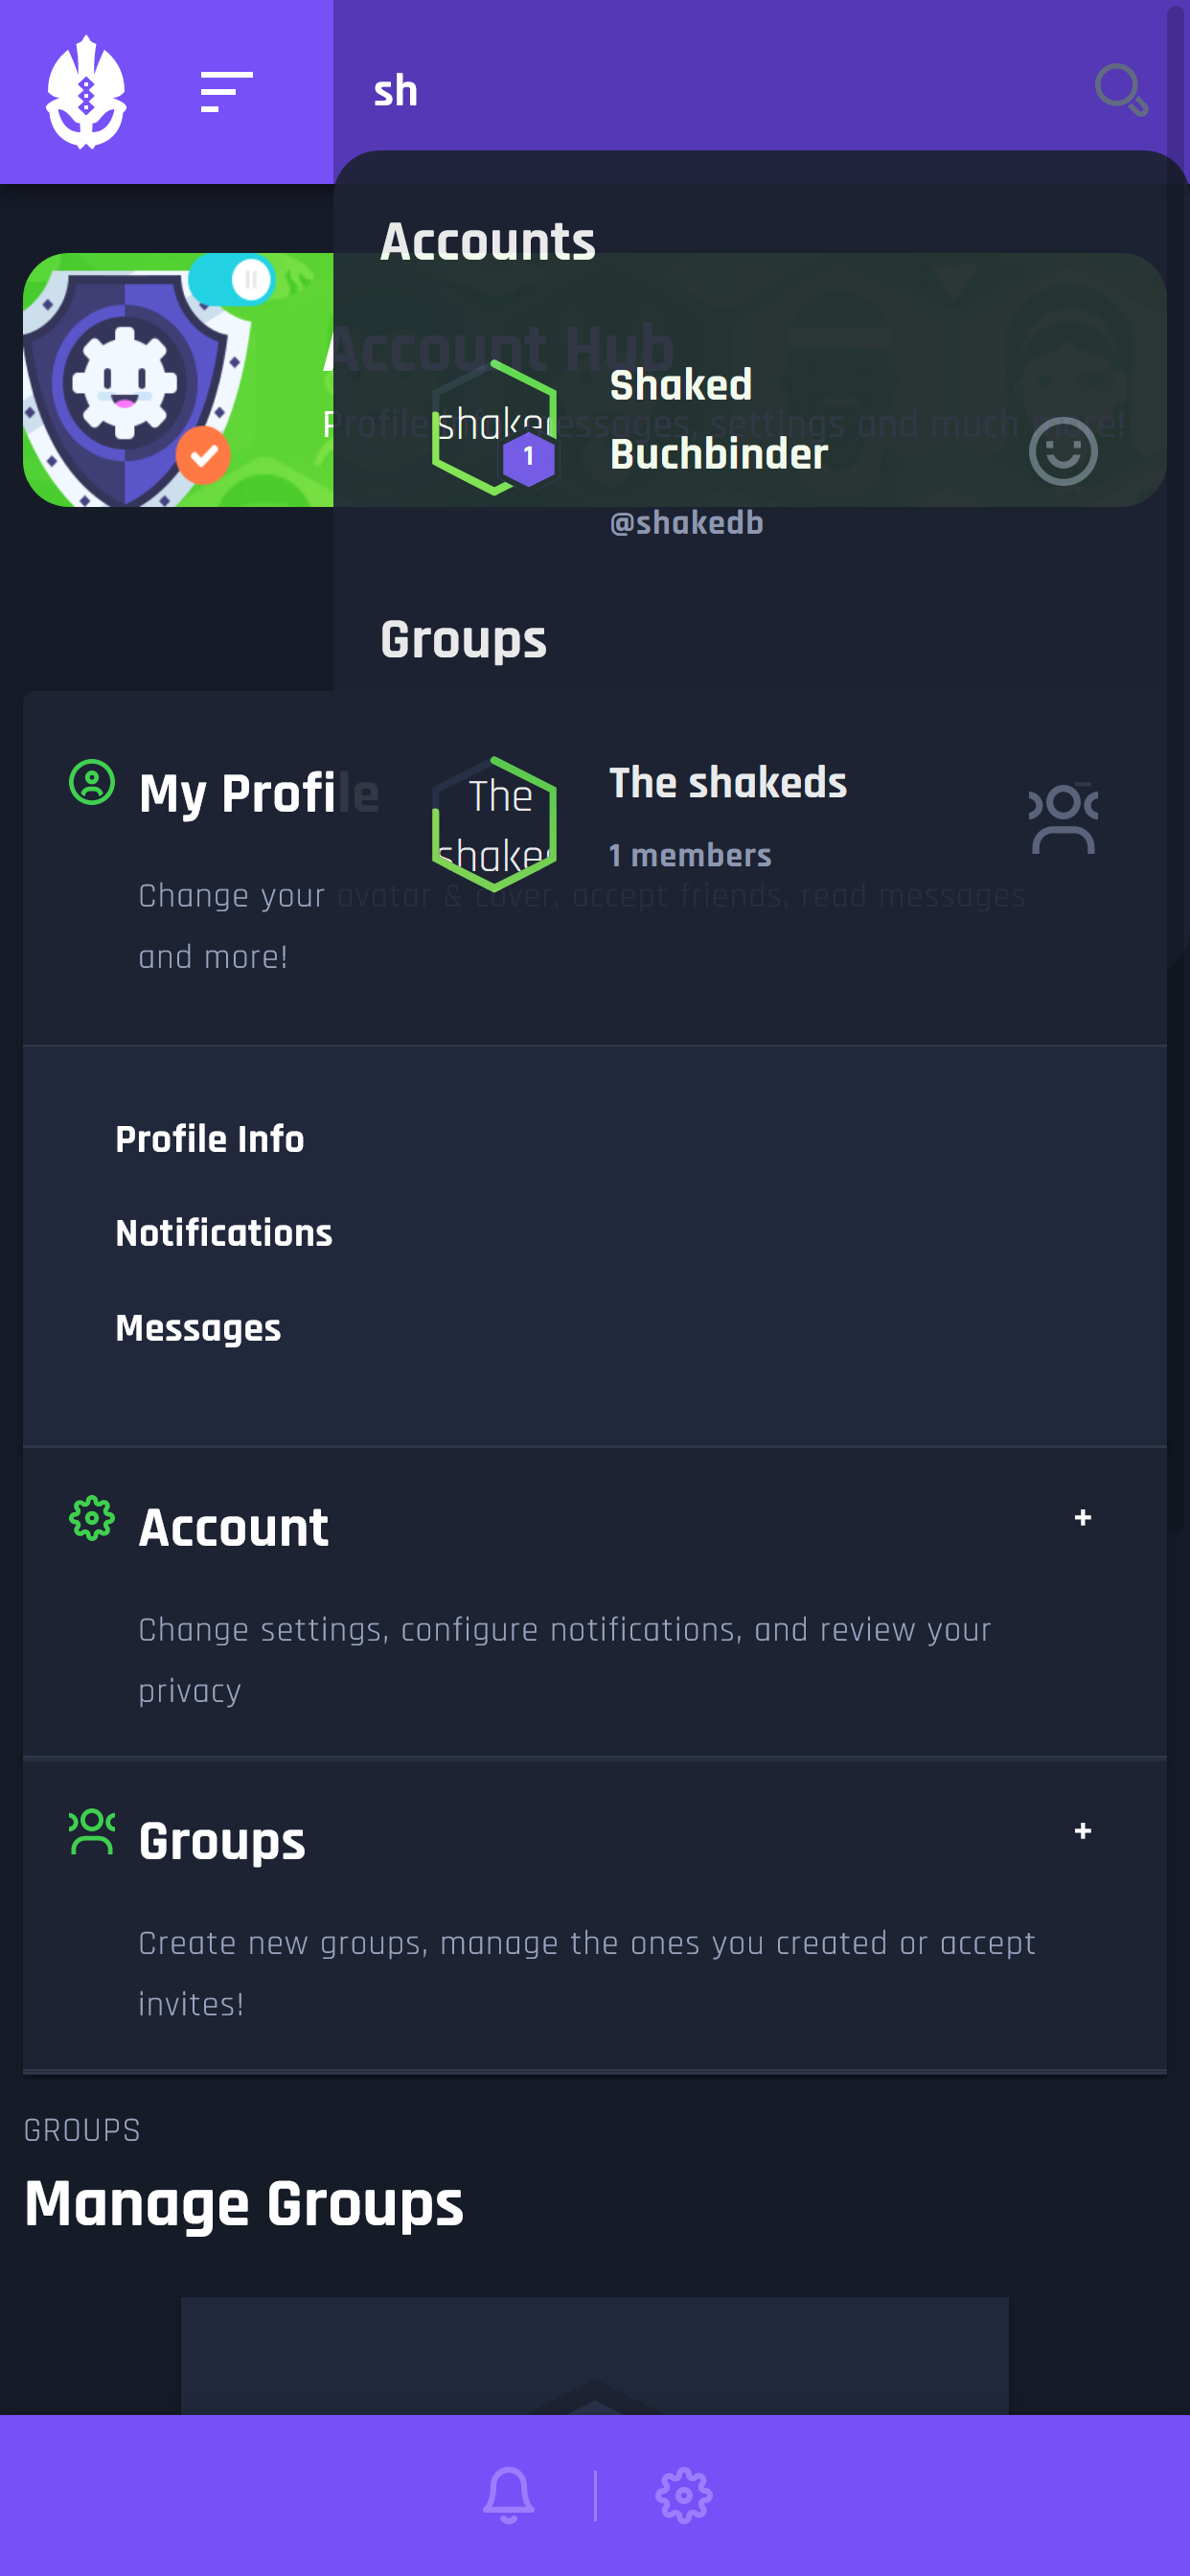 sh
Accounts
Account Hub
Profile messages, settings and much more!
shake
1
Shaked
Buchbinder
@shakedb
Groups
My Profile
The
shake
The shakeds
1 members
Change your avatar & cover, accept friends, read messages
and more!
Profile Info
Notifications
Messages
Account
+
Change settings, configure notifications, and review your
privacy
Groups
+
Create new groups, manage the ones you created or accept
invites!
GROUPS
Manage Groups